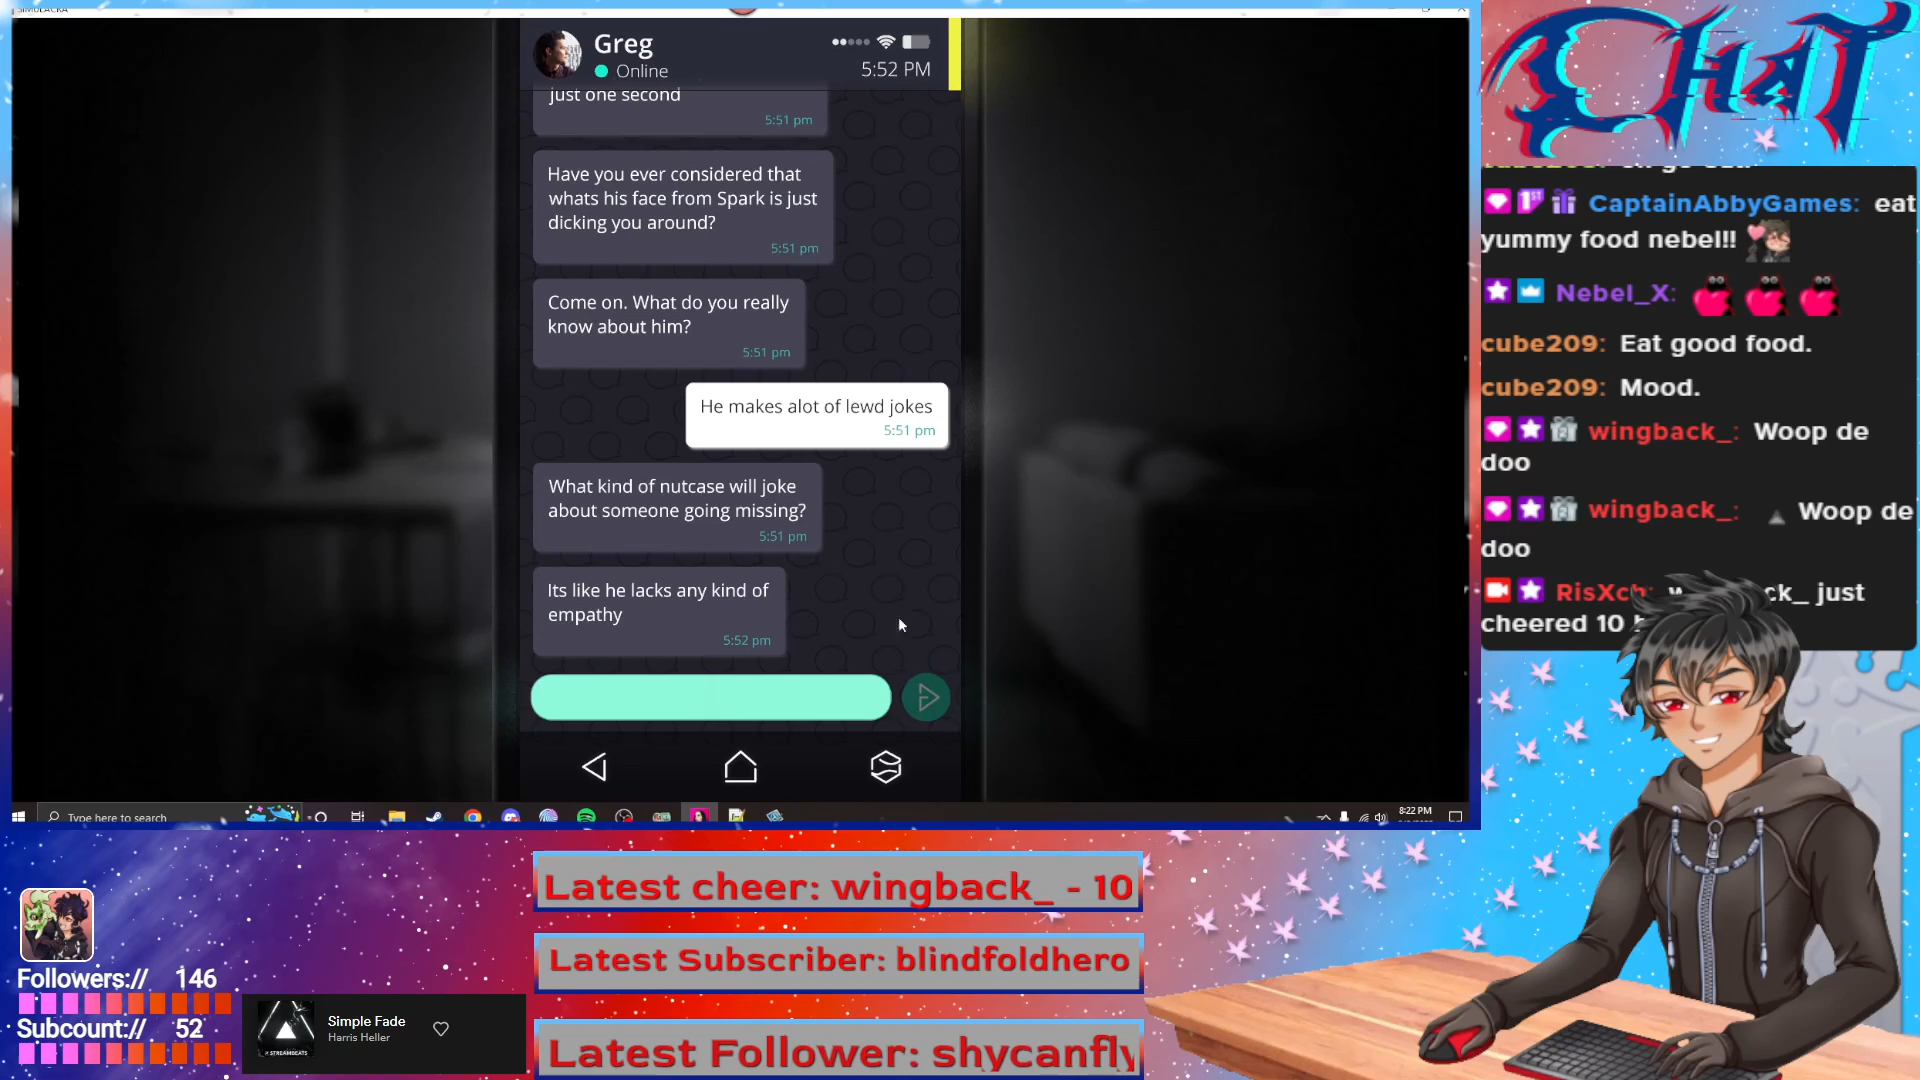 SIMULACRA
Greg
Online
5:52 PM
just one second
5:51 pm
Have you ever considered that
whats his face from Spark is just
dicking you around?
5:51 pm
Come on. What do you really
know about him?
5:51 pm
He makes alot of lewd jokes
5:51 pm
What kind of nutcase will joke
about someone going missing?
5:51 pm
Its like he lacks any kind of
empathy
5:52 pm
Type here to search
8:22 PM
CHAT
CaptainAbbyGames: eat
yummy food nebel!!
Nebel_X:
cube209: Eat good food.
cube209: Mood.
wingback_: Woop de
doo
wingback_: Woop de
doo
just
cheered 10
Latest cheer: wingback_ - 10
Latest Subscriber: blindfoldhero
Latest Follower: shycanfly
Followers:// 146
Subcount:// 52
STREAMBEATS
Simple Fade
Harris Heller